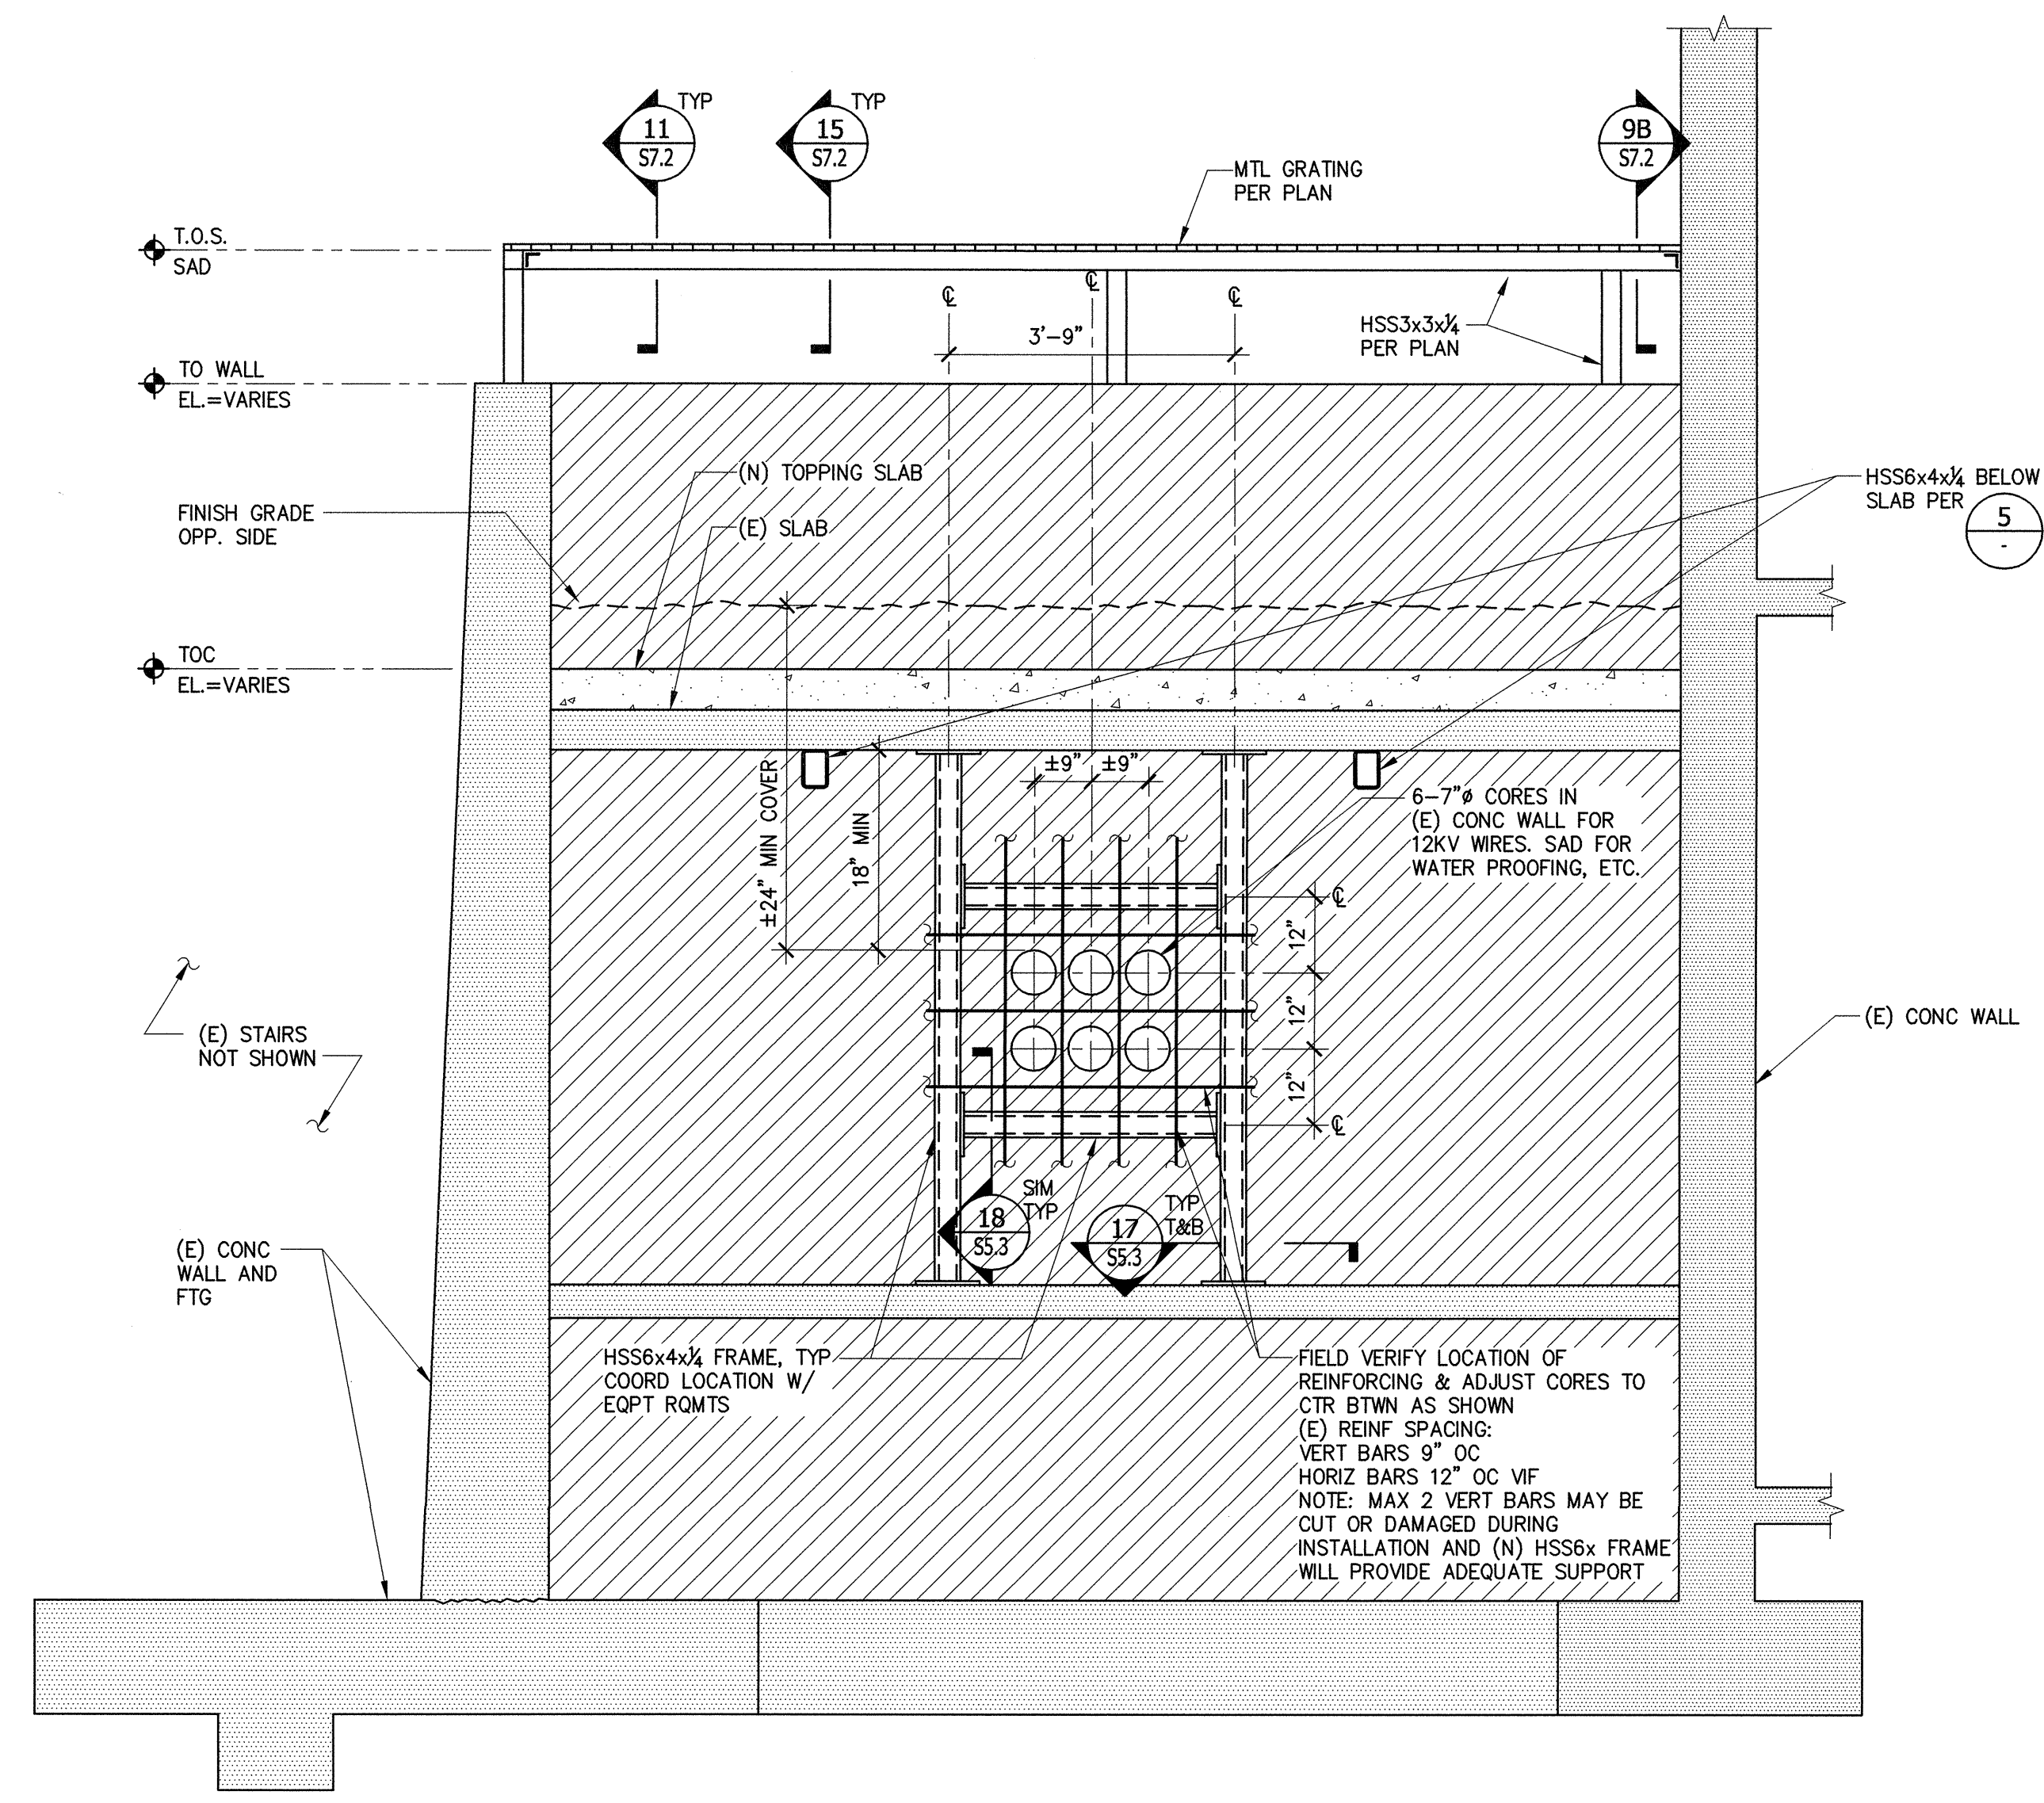 11
S7.2
TYP
15
S7.2
TYP
9B
S7.2
MTL GRATING
PER PLAN
T.O.S.
SAD
℄
℄
℄
3'-9"
HSS3x3x¼
PER PLAN
TO WALL
EL.=VARIES
(N) TOPPING SLAB
(E) SLAB
FINISH GRADE
OPP. SIDE
HSS6x4x¼ BELOW
SLAB PER
5
-
TOC
EL.=VARIES
±24" MIN COVER
18" MIN
±9"
±9"
6-7"ø CORES IN
(E) CONC WALL FOR
12KV WIRES. SAD FOR
WATER PROOFING, ETC.
℄
12"
12"
12"
℄
(E) STAIRS
NOT SHOWN
(E) CONC WALL
18
S5.3
SIM
TYP
17
S5.3
TYP
T&B
(E) CONC
WALL AND
FTG
HSS6x4x¼ FRAME, TYP
COORD LOCATION W/
EQPT RQMTS
FIELD VERIFY LOCATION OF
REINFORCING & ADJUST CORES TO
CTR BTWN AS SHOWN
(E) REINF SPACING:
VERT BARS 9" OC
HORIZ BARS 12" OC VIF
NOTE: MAX 2 VERT BARS MAY BE
CUT OR DAMAGED DURING
INSTALLATION AND (N) HSS6x FRAME
WILL PROVIDE ADEQUATE SUPPORT